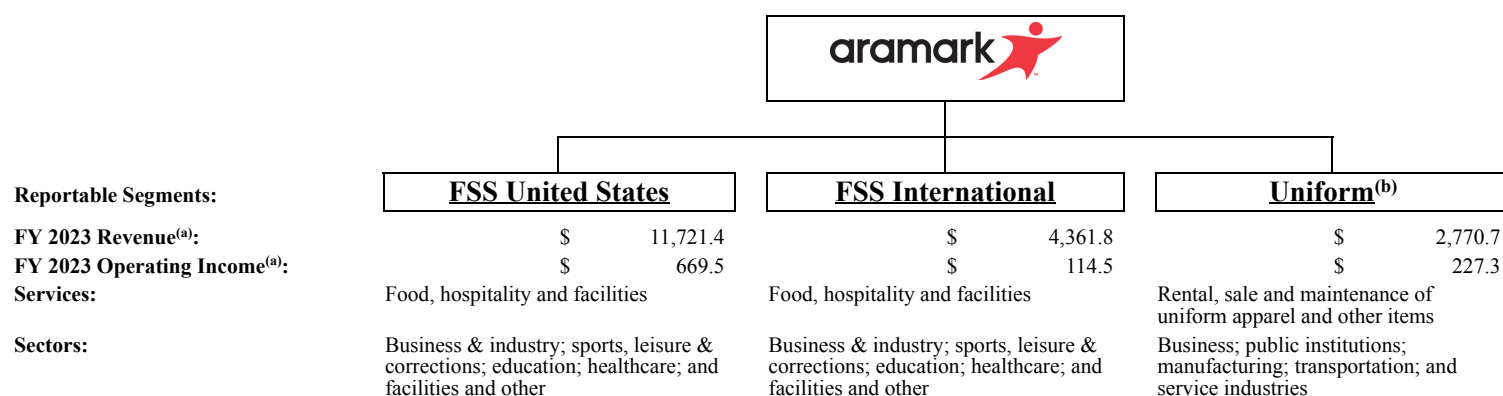 aramark
Reportable Segments:
FSS United States
FSS International
Uniform(b)
FY 2023 Revenue(a): $ 11,721.4 $ 4,361.8 $ 2,770.7
FY 2023 Operating Income(a): $ 669.5 $ 114.5 $ 227.3
Services:
Food, hospitality and facilities
Food, hospitality and facilities
Rental, sale and maintenance of
uniform apparel and other items
Sectors:
Business & industry; sports, leisure &
corrections; education; healthcare; and
facilities and other
Business & industry; sports, leisure &
corrections; education; healthcare; and
facilities and other
Business; public institutions;
manufacturing; transportation; and
service industries